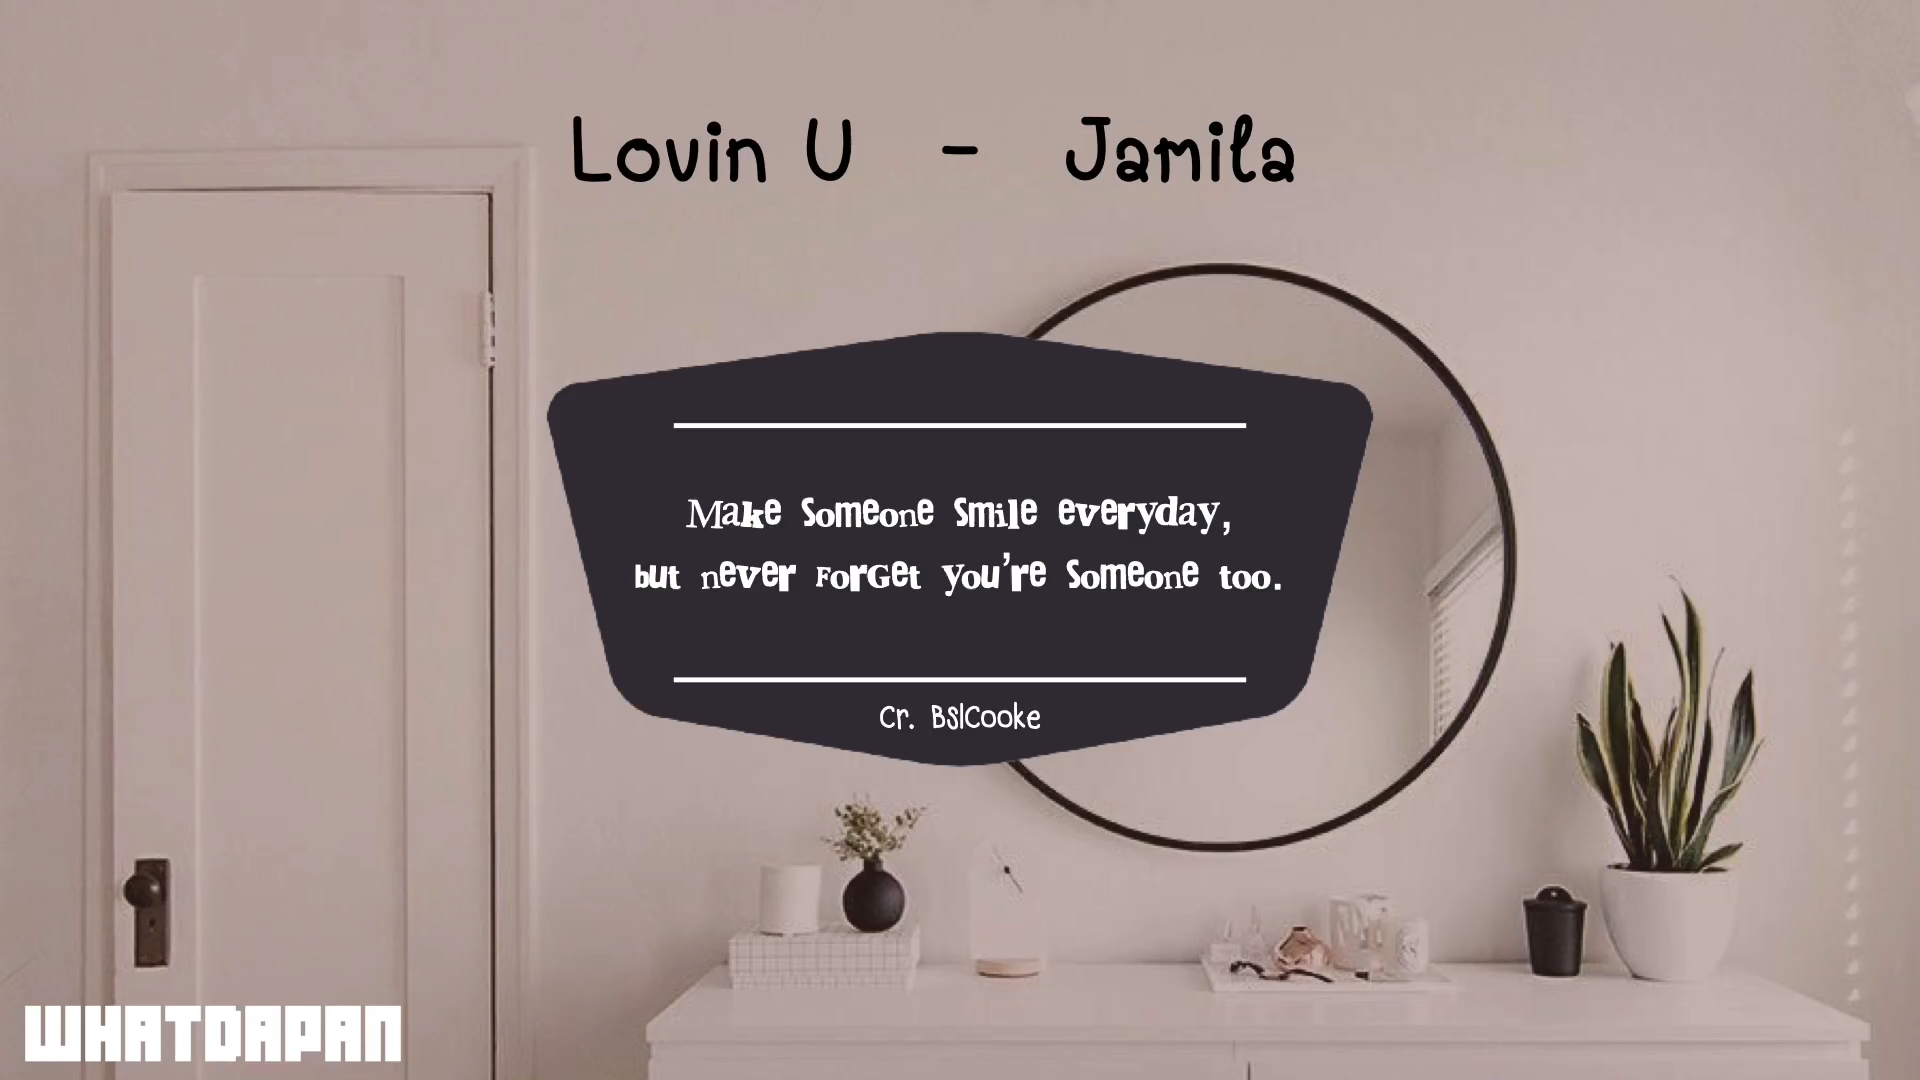 Lovin U - Jamila
Make Someone Smile everyday,
but never Forget you're Someone too.
Cr. BslCooke
WHATDAPAN